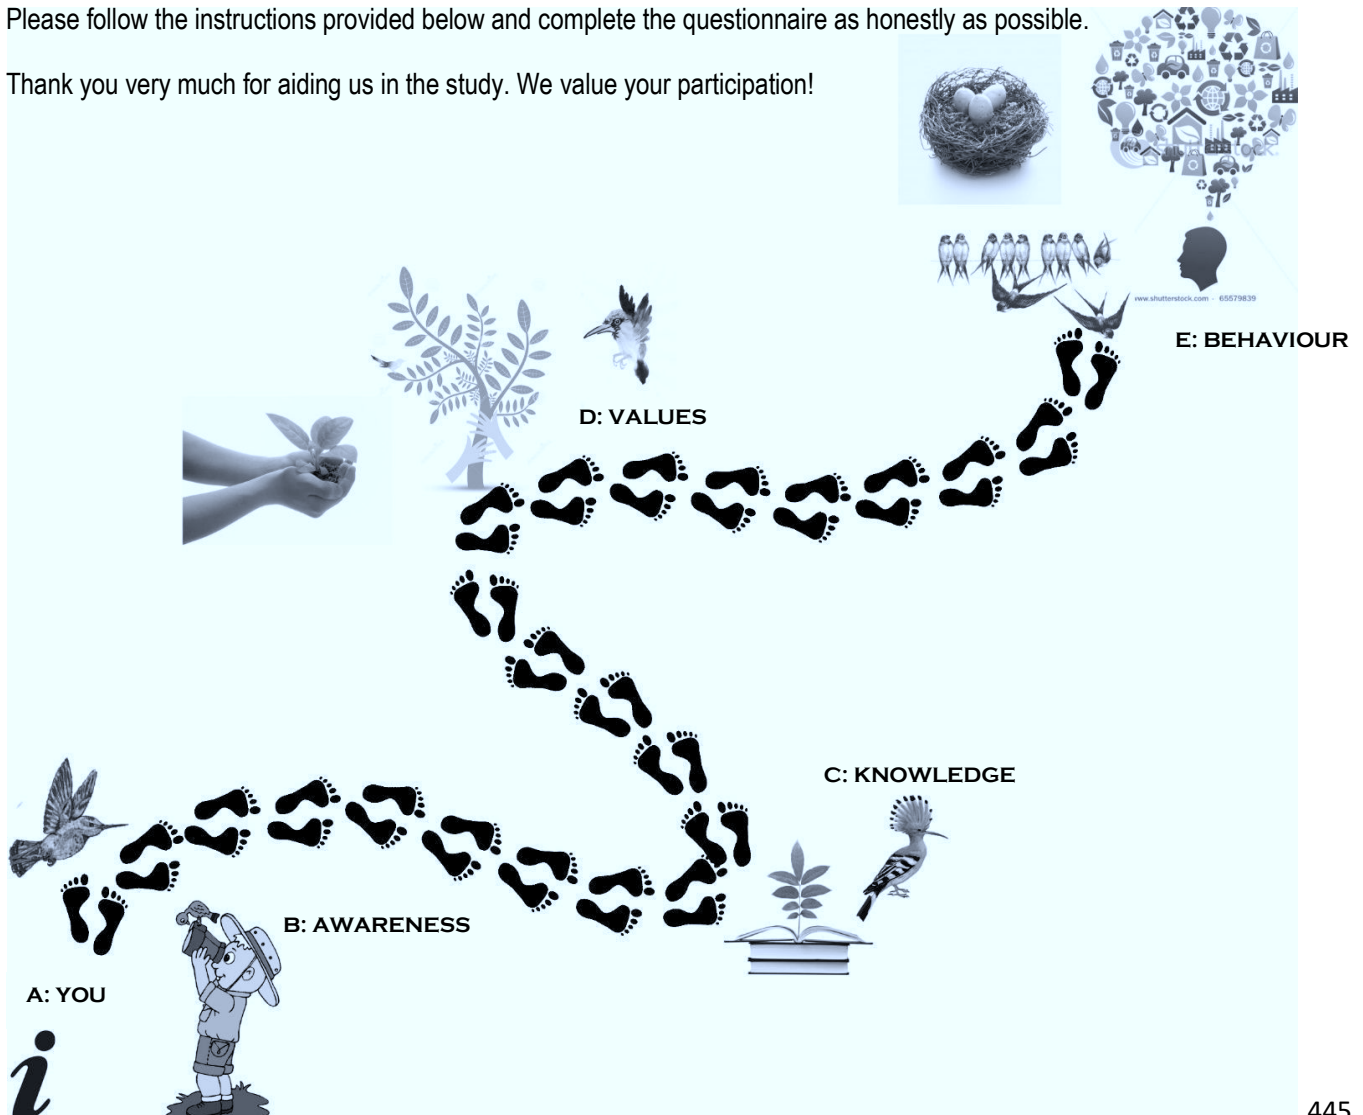 Please follow the instructions provided below and complete the questionnaire as honestly as possible.
Thank you very much for aiding us in the study. We value your participation!
www.shutterstock.com · 65579839
E: BEHAVIOUR
D: VALUES
C: KNOWLEDGE
B: AWARENESS
A: YOU
i
445